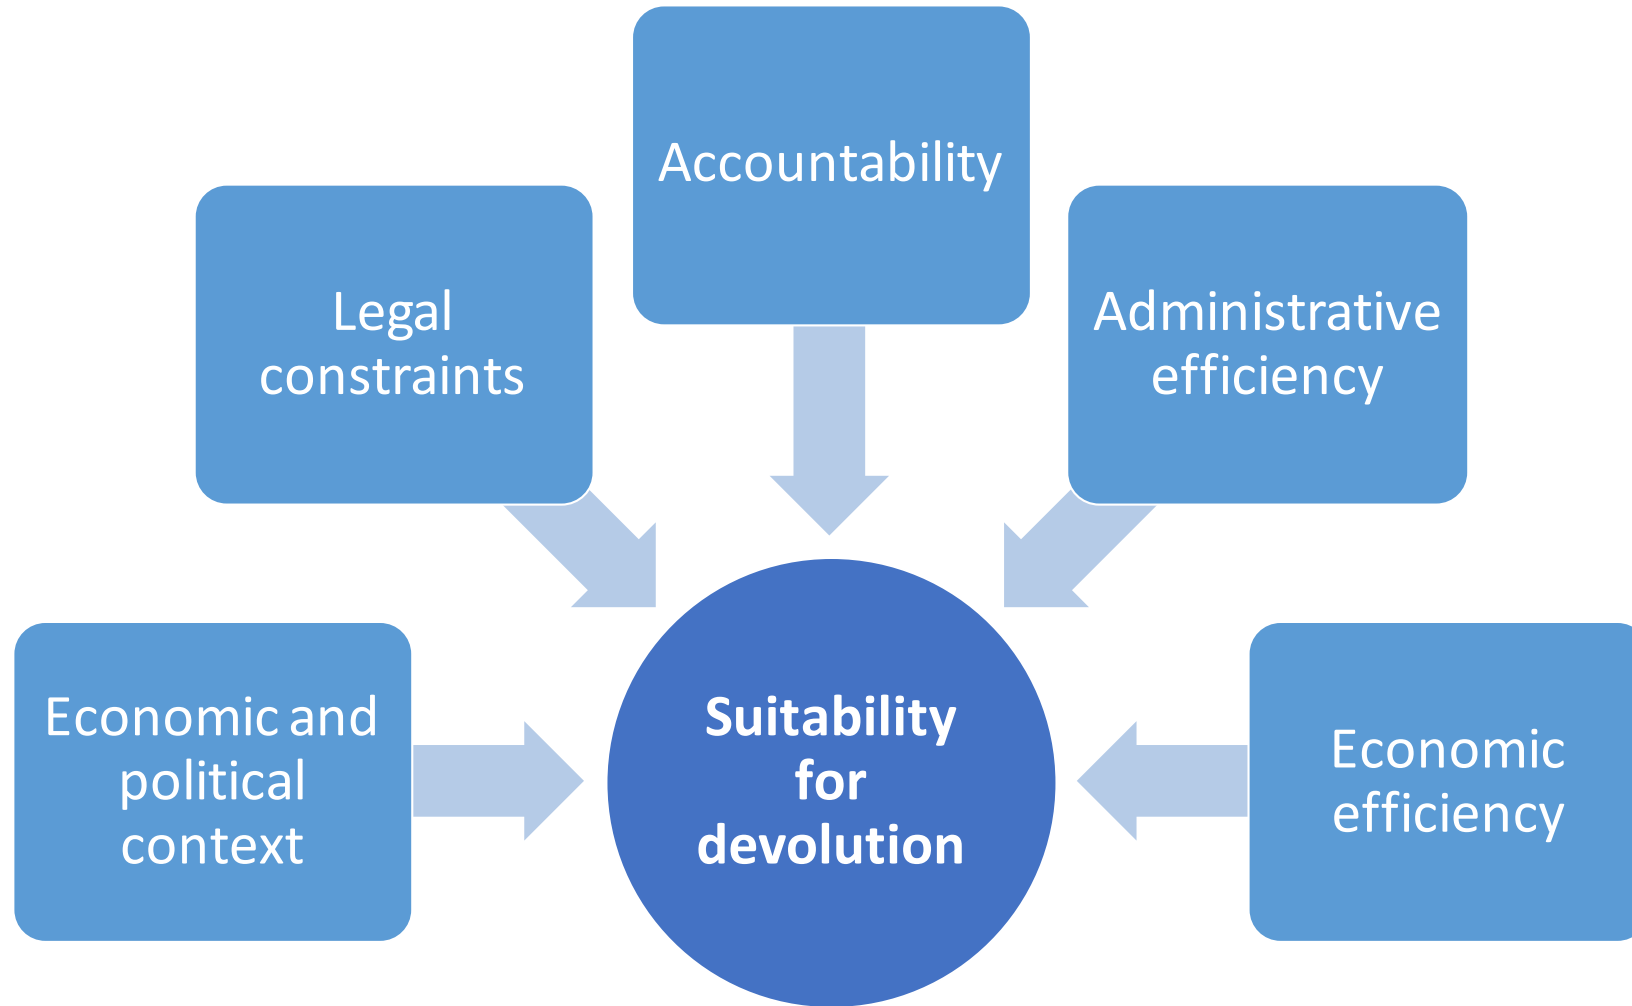 Accountability
Legal
constraints
Administrative
efficiency
Economic and
political
context
Suitability
for
devolution
Economic
efficiency